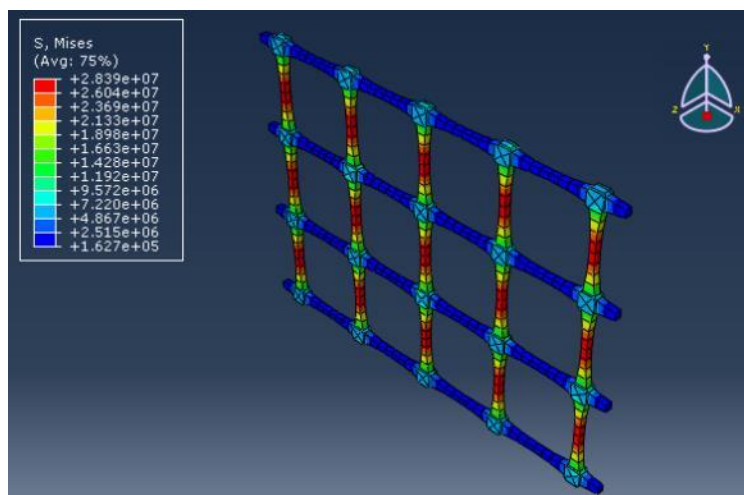 S, Mises
(Avg: 75%)
+2.839e+07
+2.604e+07
+2.369e+07
+2.133e+07
+1.898e+07
+1.663e+07
+1.428e+07
+1.192e+07
+9.572e+06
+7.220e+06
+4.867e+06
+2.515e+06
+1.627e+05
Y
Z
X